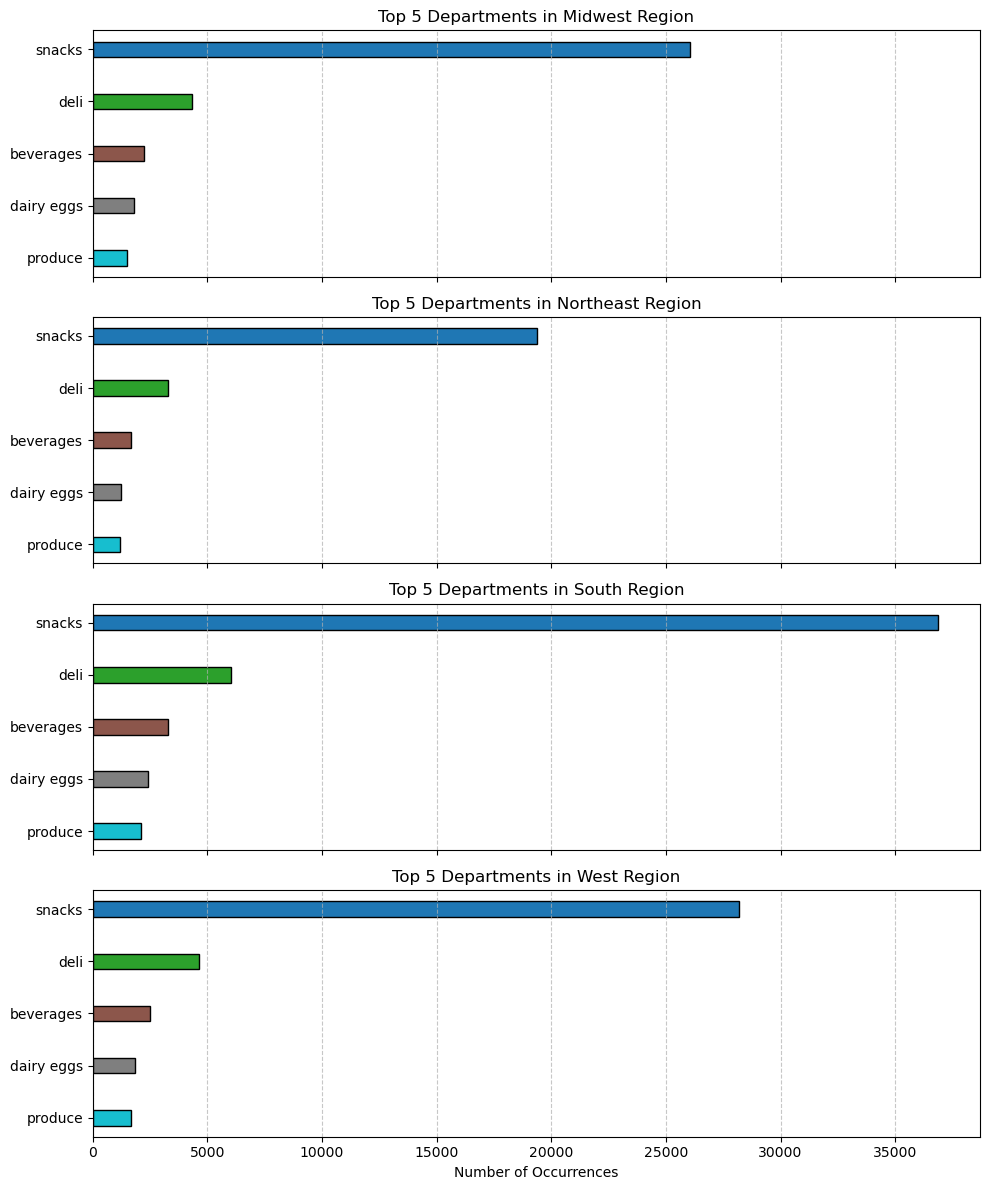 Top 5 Departments in Midwest Region
snacks
deli
beverages
dairy eggs
produce
Top 5 Departments in Northeast Region
snacks
deli
beverages
dairy eggs
produce
Top 5 Departments in South Region
snacks
deli
beverages
dairy eggs
produce
Top 5 Departments in West Region
snacks
deli
beverages
dairy eggs
produce
0 5000 10000 15000 20000 25000 30000 35000
Number of Occurrences